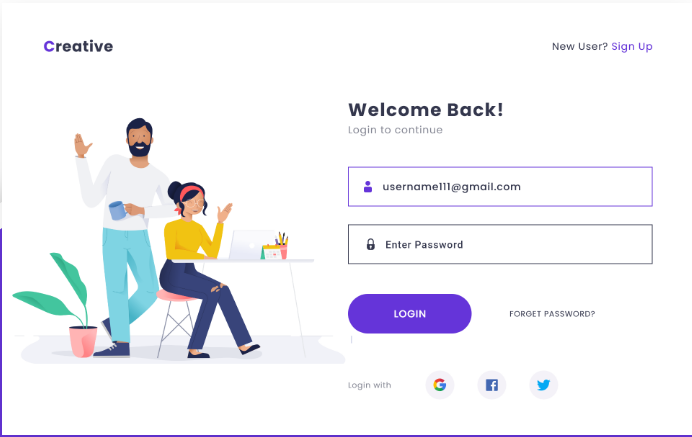 Creative
New User? Sign Up
Welcome Back!
Login to continue
username111@gmail.com
Enter Password
LOGIN
FORGET PASSWORD?
Login with